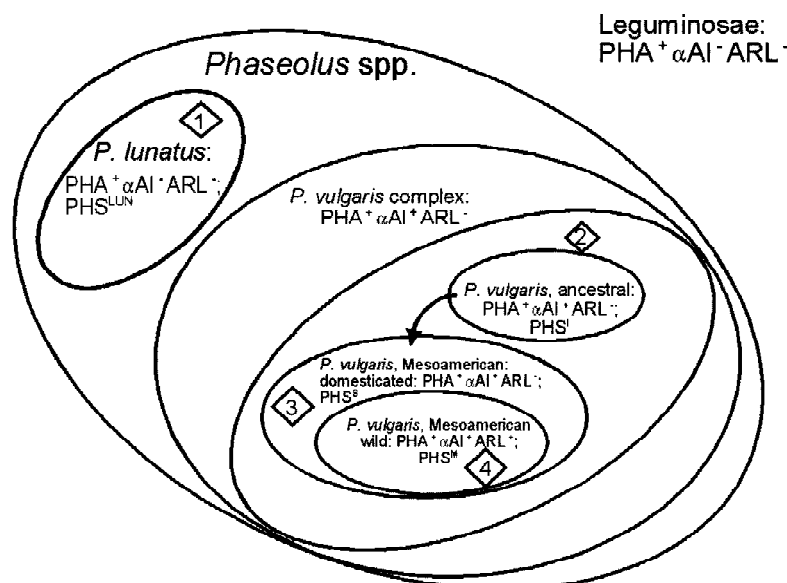 Leguminosae:
PHA⁺ αAI⁻ ARL⁻
Phaseolus spp.
1
P. lunatus:
PHA⁺ αAI⁻ ARL⁻;
PHS^LUN
P. vulgaris complex:
PHA⁺ αAI⁺ ARL⁻
2
P. vulgaris, ancestral:
PHA⁺ αAI⁺ ARL⁻;
PHS^I
P. vulgaris, Mesoamerican:
domesticated: PHA⁺ αAI⁺ ARL⁻;
PHS^S
3
P. vulgaris, Mesoamerican
wild: PHA⁺ αAI⁺ ARL⁺;
PHS^M
4